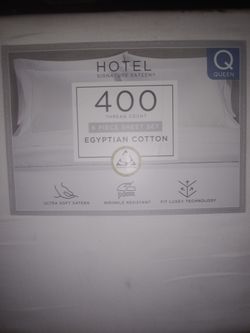 HOTEL
SIGNATURE SATEEN
Q
QUEEN
400
THREAD COUNT
6 PIECE SHEET SET
EGYPTIAN COTTON
ULTRA SOFT SATEEN
WRINKLE RESISTANT
FIT LUXEY TECHNOLOGY